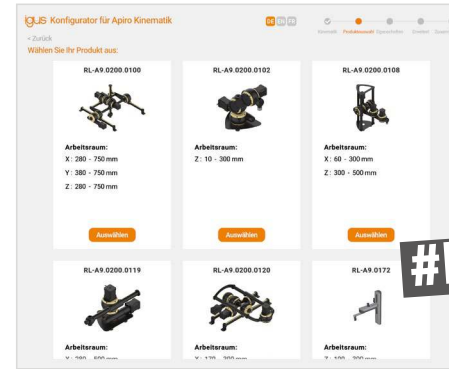 igus Konfigurator für Apiro Kinematik
DE EN FR
< Zurück
Kinematik Produktauswahl Eigenschaften
Wählen Sie Ihr Produkt aus:
RL-A9.0200.0100
Arbeitsraum:
X : 280 - 750 mm
Y : 380 - 750 mm
Z : 280 - 750 mm
Auswählen
RL-A9.0200.0102
Arbeitsraum:
Z : 10 - 300 mm
Auswählen
RL-A9.0200.0108
Arbeitsraum:
X : 60 - 300 mm
Z : 300 - 500 mm
Auswählen
RL-A9.0200.0119
Arbeitsraum:
RL-A9.0200.0120
Arbeitsraum:
RL-A9.0172
Arbeitsraum:
#